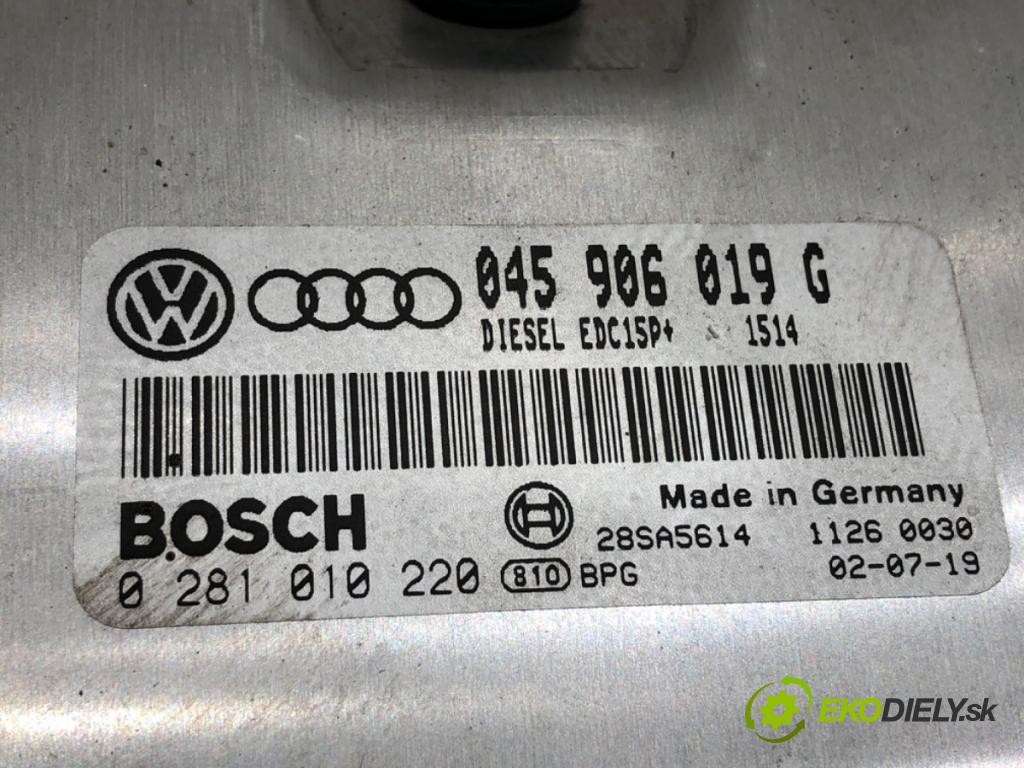 VW
045 906 019 G
DIESEL EDC15P+ 1514
BOSCH
Made in Germany
28SA5614 1126 0030
0 281 010 220 810 BPG 02-07-19
EKODIELY.sk